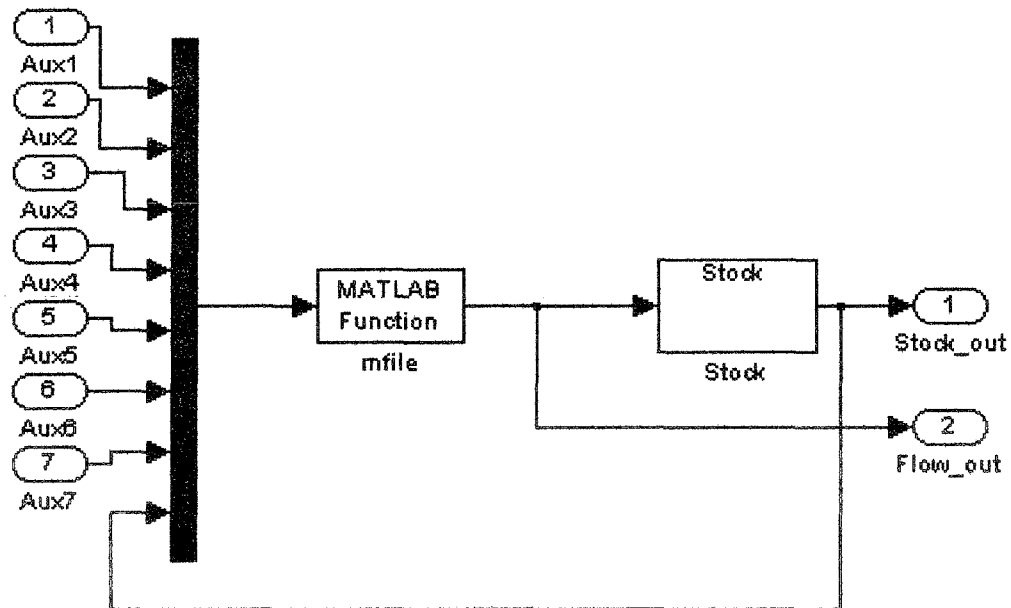 1
Aux1
2
Aux2
3
Aux3
4
Aux4
5
Aux5
6
Aux6
7
Aux7
MATLAB
Function
mfile
Stock
Stock
1
Stock_out
2
Flow_out